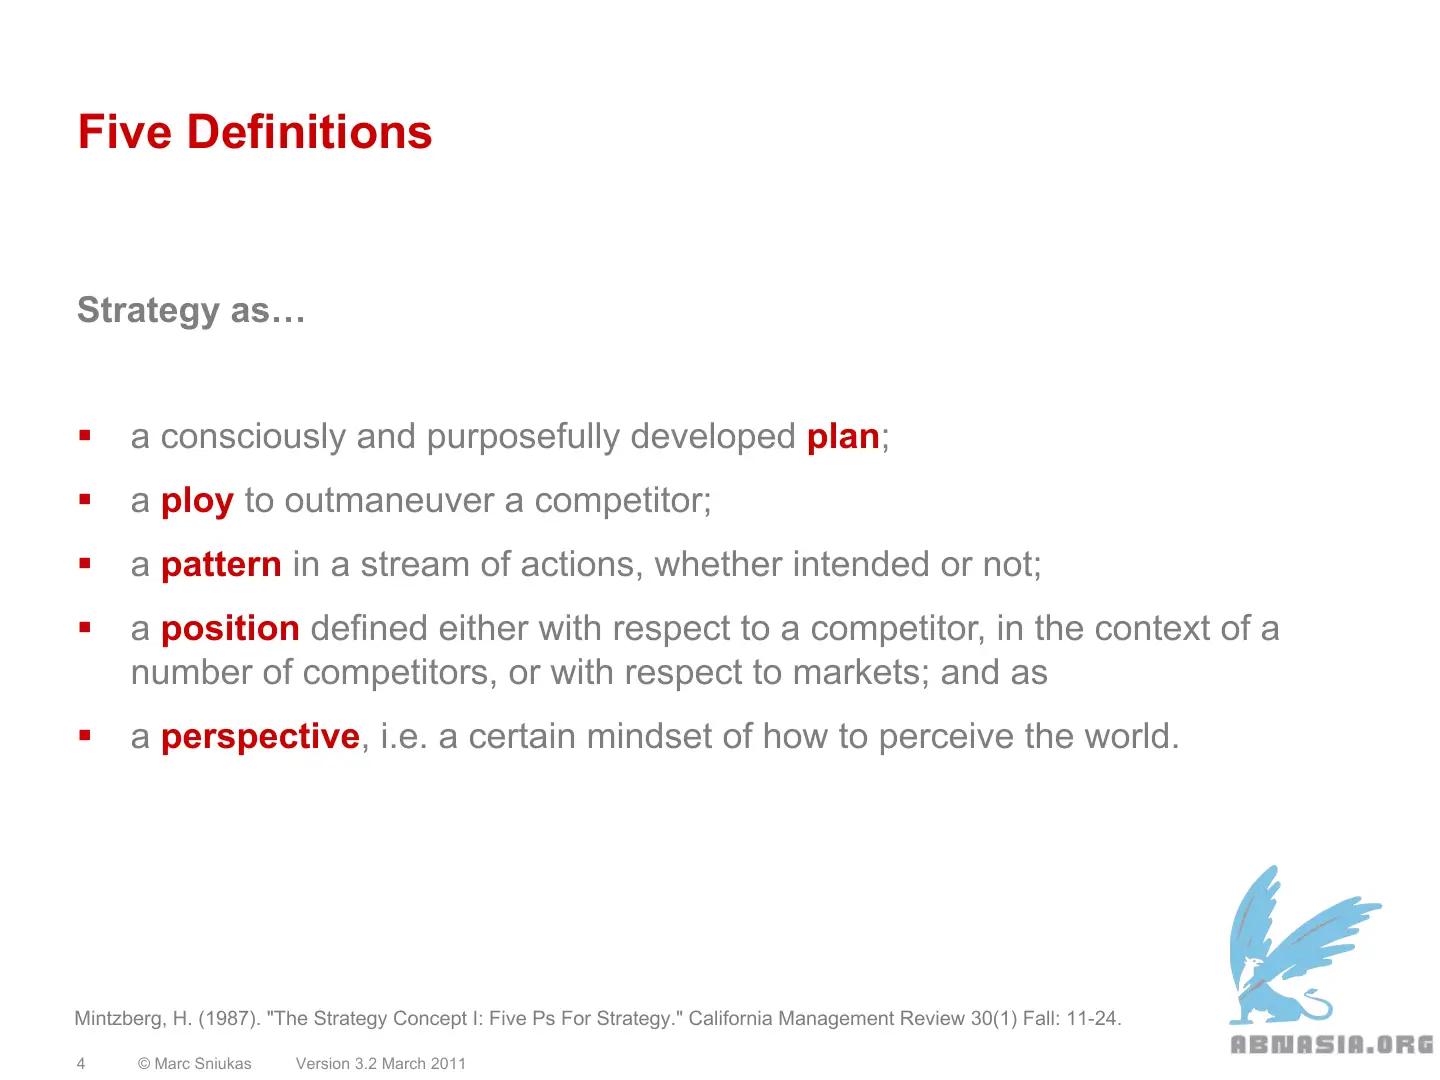 Five Definitions
Strategy as…
▪ a consciously and purposefully developed plan;
▪ a ploy to outmaneuver a competitor;
▪ a pattern in a stream of actions, whether intended or not;
▪ a position defined either with respect to a competitor, in the context of a
number of competitors, or with respect to markets; and as
▪ a perspective, i.e. a certain mindset of how to perceive the world.
Mintzberg, H. (1987). "The Strategy Concept I: Five Ps For Strategy." California Management Review 30(1) Fall: 11-24.
ABNASIA.ORG
4 © Marc Sniukas Version 3.2 March 2011